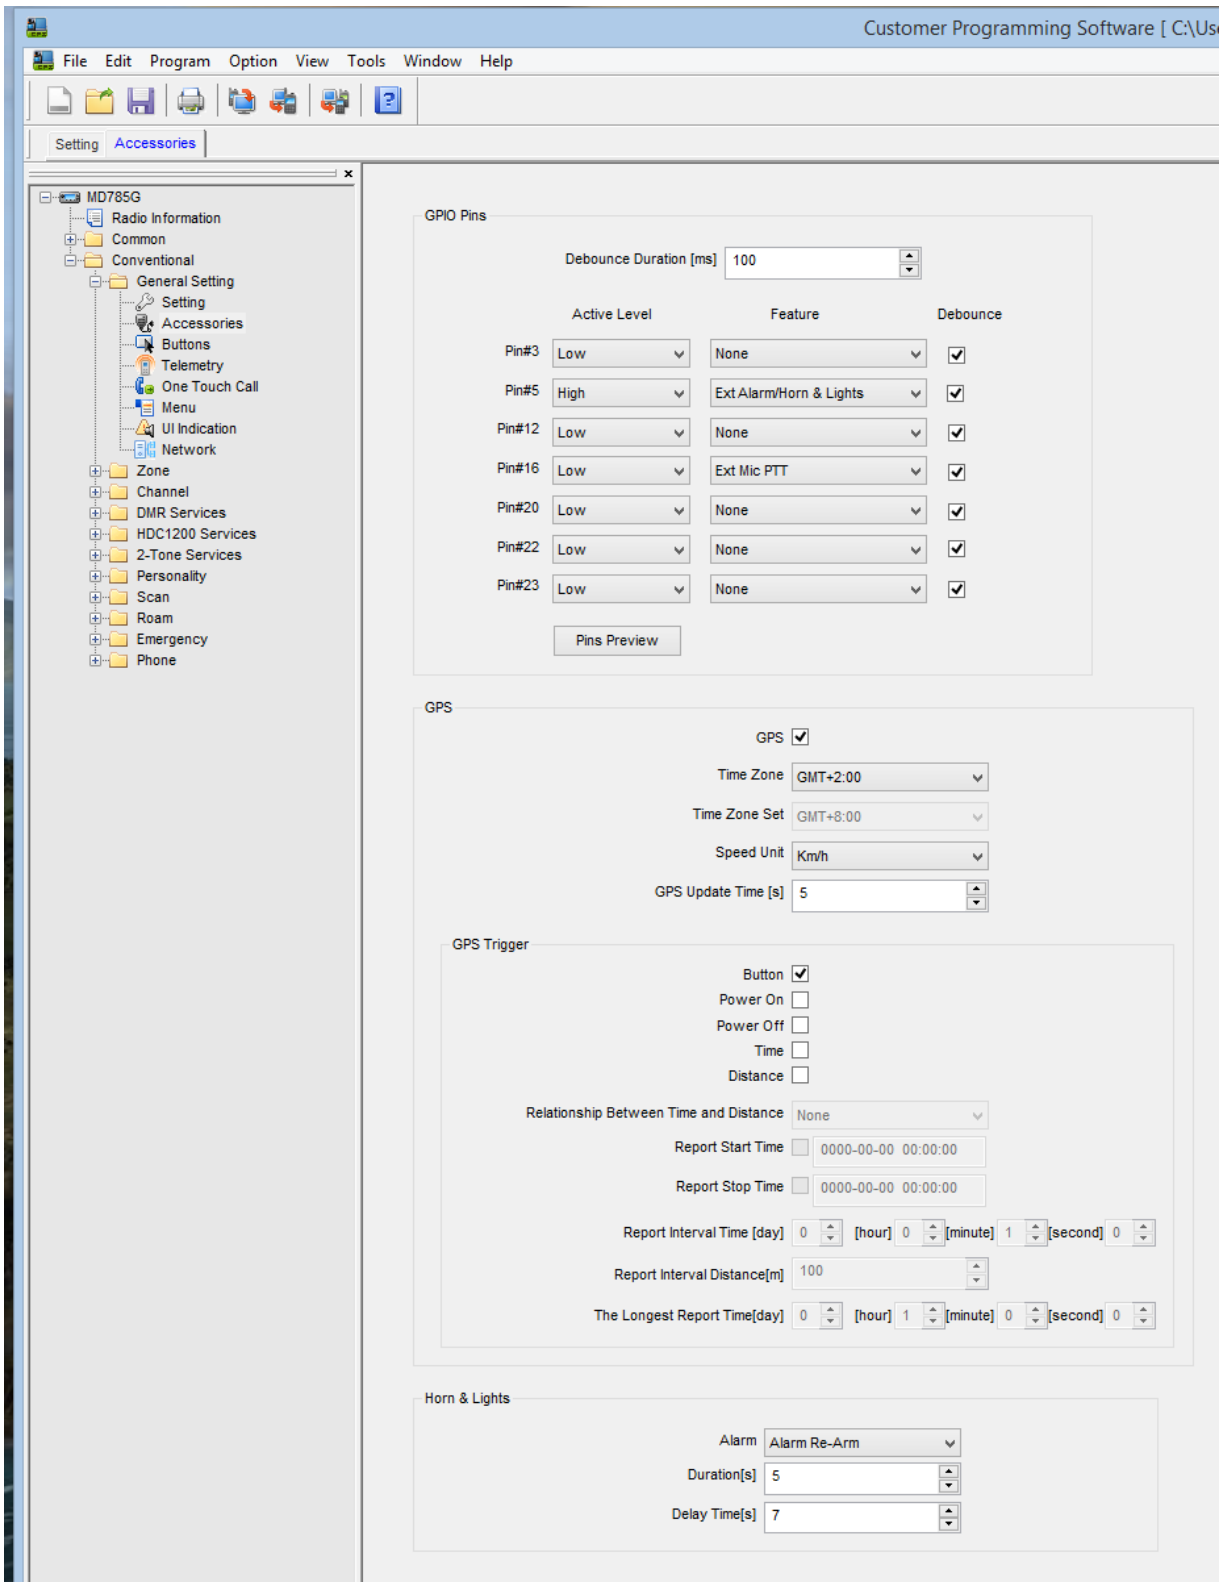 Customer Programming Software [ C:\Use
File Edit Program Option View Tools Window Help
Setting Accessories
MD785G
Radio Information
Common
Conventional
General Setting
Setting
Accessories
Buttons
Telemetry
One Touch Call
Menu
UI Indication
Network
Zone
Channel
DMR Services
HDC1200 Services
2-Tone Services
Personality
Scan
Roam
Emergency
Phone
GPIO Pins
Debounce Duration [ms] 100
Active Level Feature Debounce
Pin#3 Low None
Pin#5 High Ext Alarm/Horn & Lights
Pin#12 Low None
Pin#16 Low Ext Mic PTT
Pin#20 Low None
Pin#22 Low None
Pin#23 Low None
Pins Preview
GPS
GPS
Time Zone GMT+2:00
Time Zone Set GMT+8:00
Speed Unit Km/h
GPS Update Time [s] 5
GPS Trigger
Button
Power On
Power Off
Time
Distance
Relationship Between Time and Distance None
Report Start Time 0000-00-00 00:00:00
Report Stop Time 0000-00-00 00:00:00
Report Interval Time [day] 0 [hour] 0 [minute] 1 [second] 0
Report Interval Distance[m] 100
The Longest Report Time[day] 0 [hour] 1 [minute] 0 [second] 0
Horn & Lights
Alarm Alarm Re-Arm
Duration[s] 5
Delay Time[s] 7